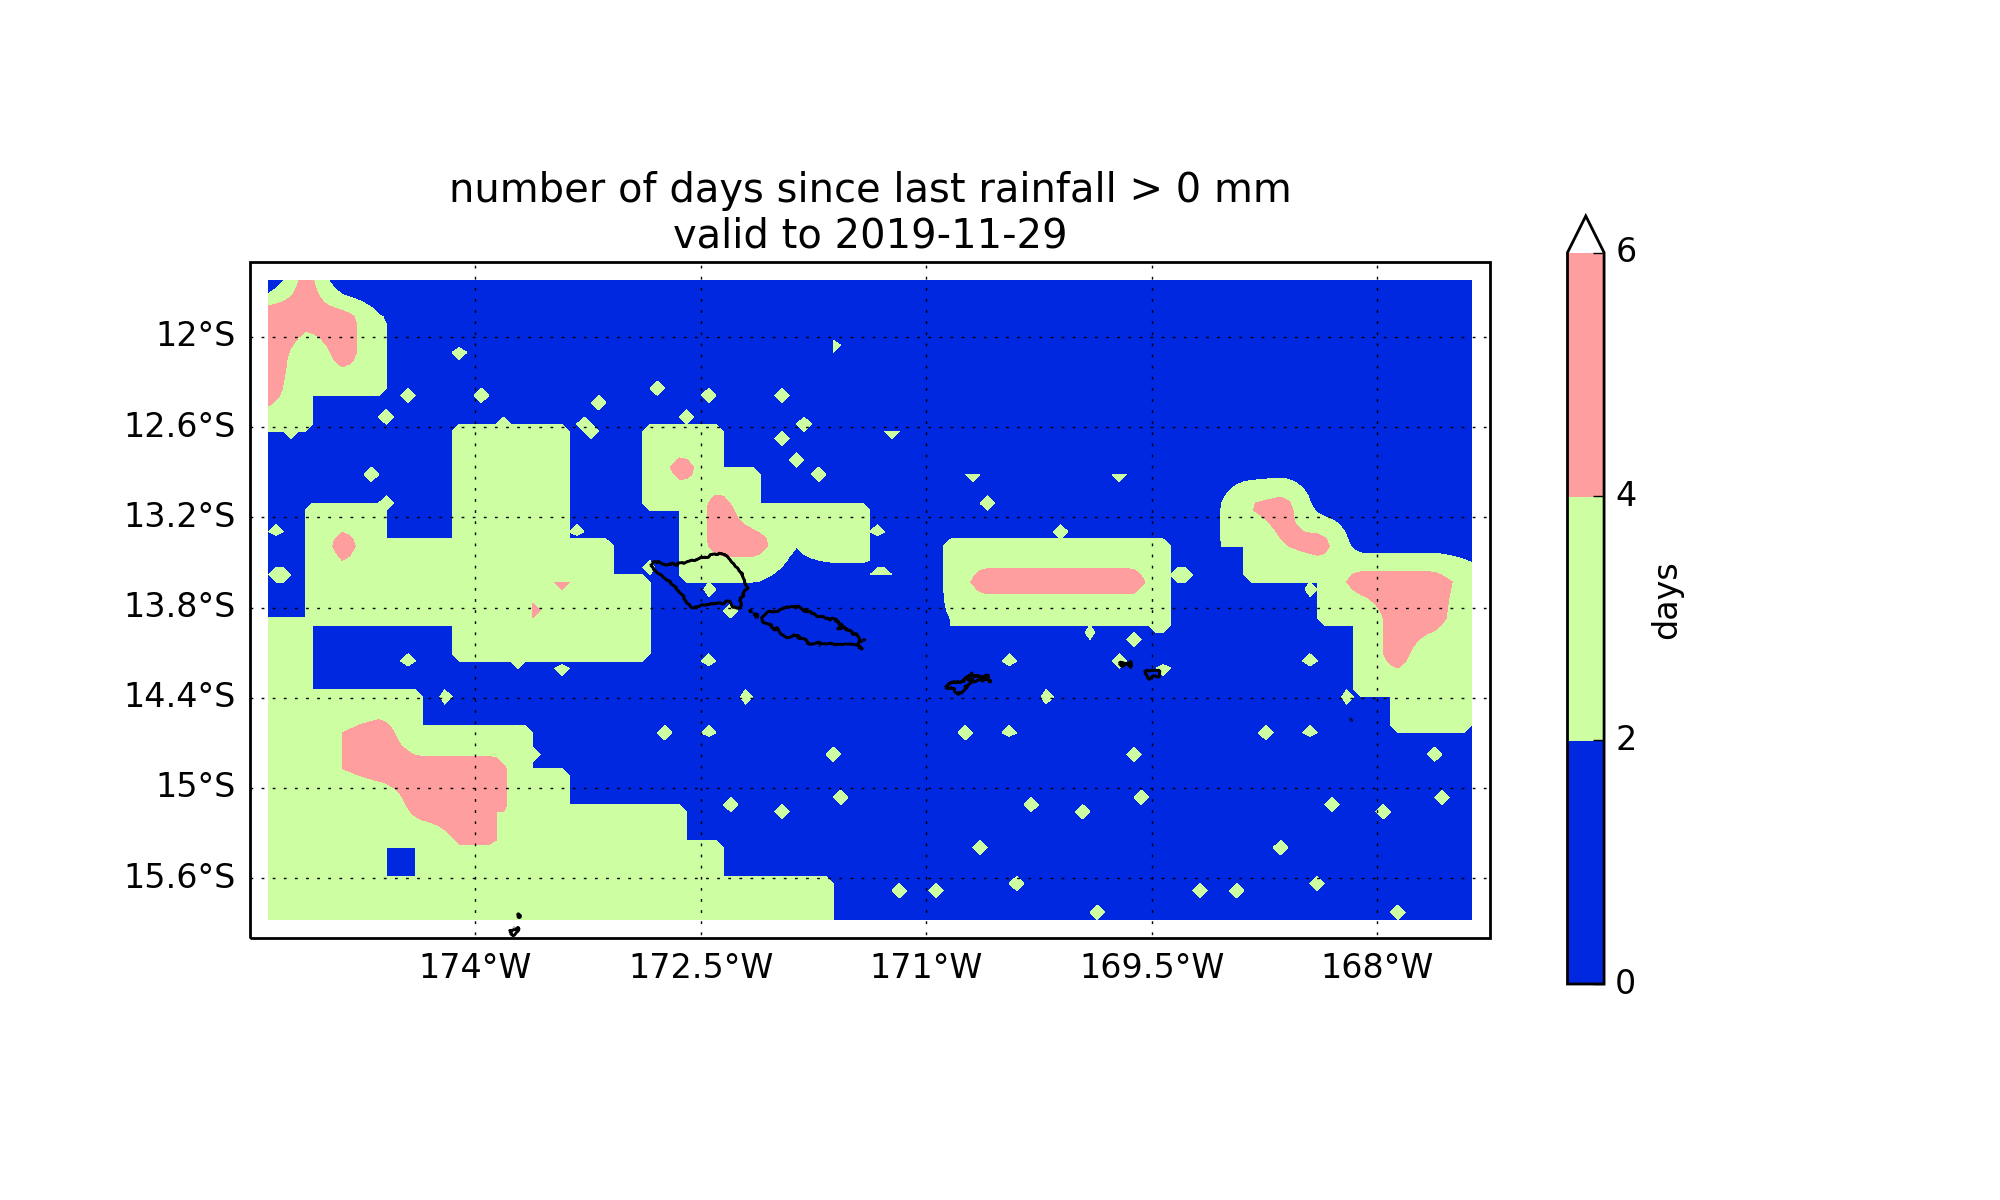 number of days since last rainfall > 0 mm
valid to 2019-11-29
12°S
12.6°S
13.2°S
13.8°S
14.4°S
15°S
15.6°S
174°W
172.5°W
171°W
169.5°W
168°W
6
4
2
0
days